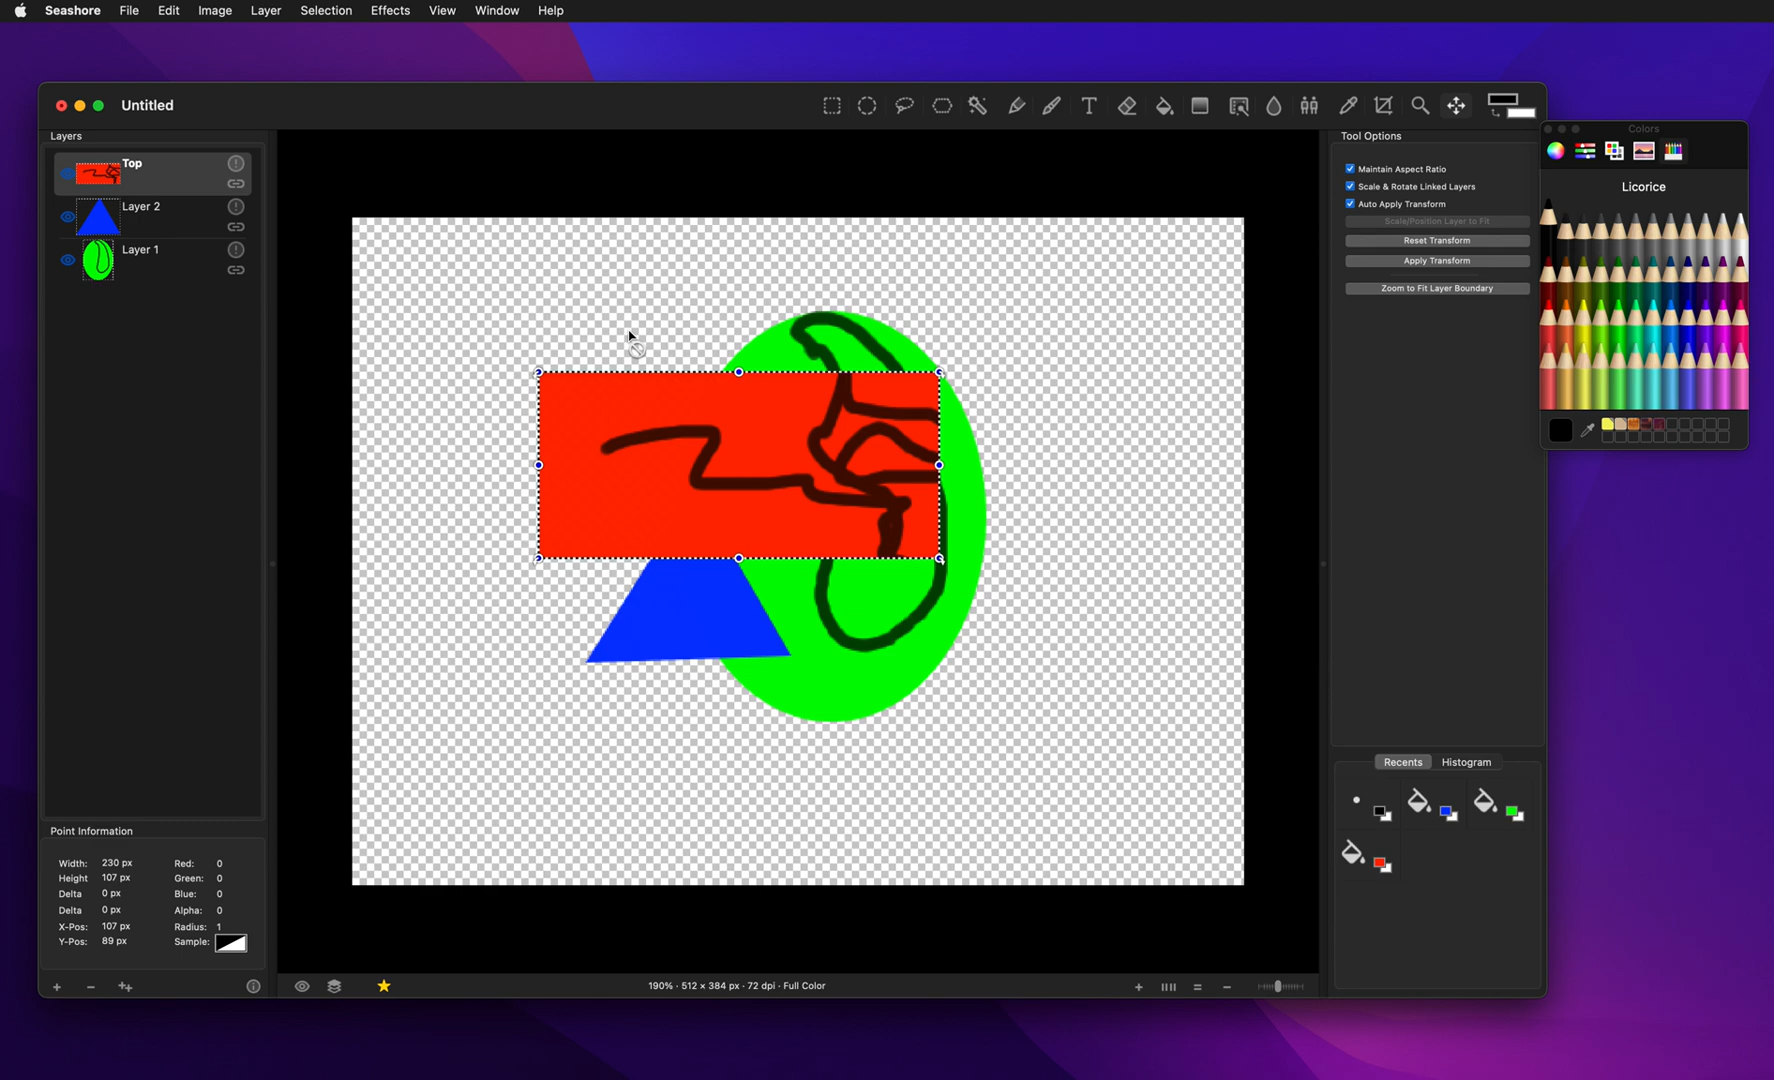 Seashore File Edit Image Layer Selection Effects View Window Help
Untitled
Layers
Top
Layer 2
Layer 1
Tool Options
Maintain Aspect Ratio
Scale & Rotate Linked Layers
Auto Apply Transform
Scale/Position Layer to Fit
Reset Transform
Apply Transform
Zoom to Fit Layer Boundary
Colors
Licorice
Recents Histogram
Point Information
Width: 230 px Red: 0
Height 107 px Green: 0
Delta 0 px Blue: 0
Delta 0 px Alpha: 0
X-Pos: 107 px Radius: 1
Y-Pos: 89 px Sample:
190% · 512 × 384 px · 72 dpi · Full Color